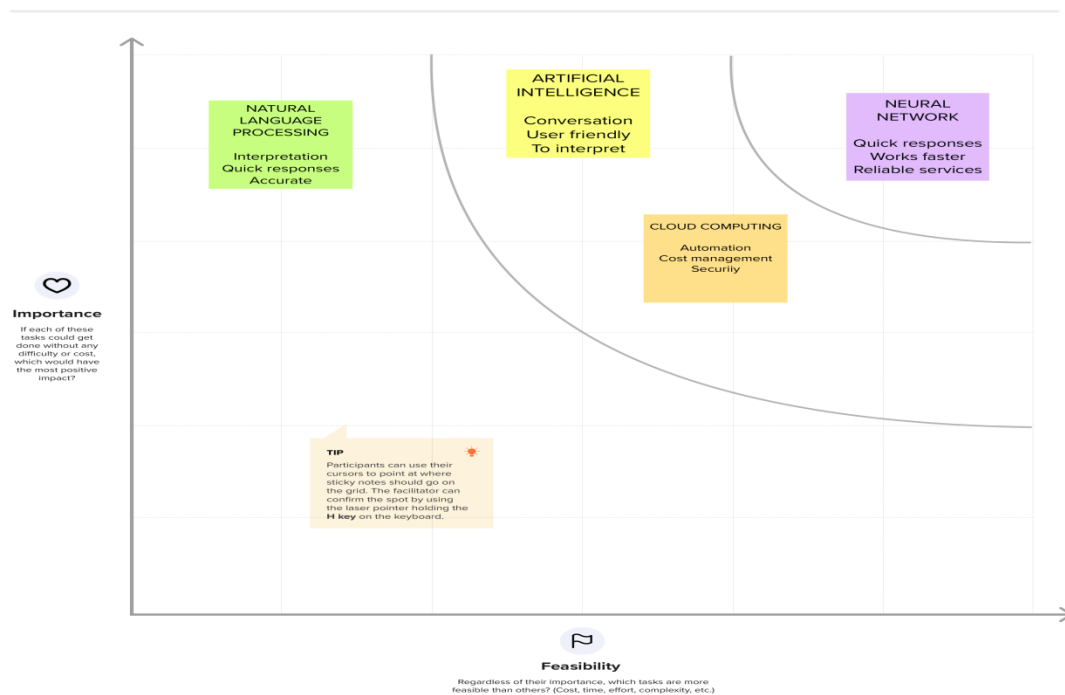 NATURAL
LANGUAGE
PROCESSING
Interpretation
Quick responses
Accurate
ARTIFICIAL
INTELLIGENCE
Conversation
User friendly
To interpret
NEURAL
NETWORK
Quick responses
Works faster
Reliable services
CLOUD COMPUTING
Automation
Cost management
Securiiy
Importance
If each of these
tasks could get
done without any
difficulty or cost,
which would have
the most positive
impact?
TIP
Participants can use their
cursors to point at where
sticky notes should go on
the grid. The facilitator can
confirm the spot by using
the laser pointer holding the
H key on the keyboard.
Feasibility
Regardless of their importance, which tasks are more
feasible than others? (Cost, time, effort, complexity, etc.)